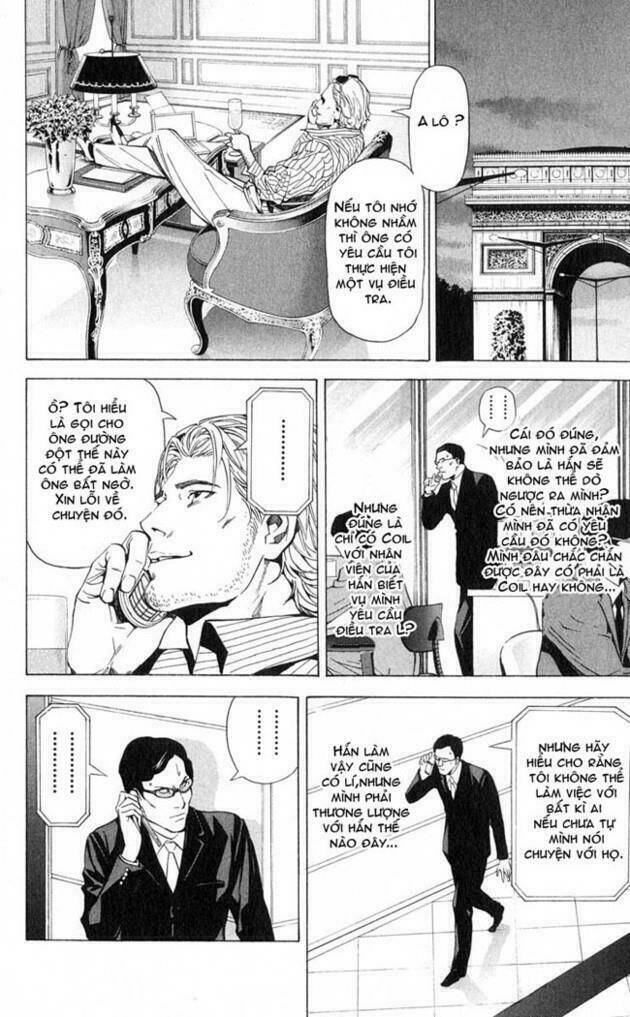 A LÔ ?
NẾU TÔI NHỚ
KHÔNG NHẦM
THÌ ÔNG CÓ
YÊU CẦU TÔI
THỰC HIỆN
MỘT VỤ ĐIỀU
TRA.
......
CÁI ĐÓ ĐÚNG,
NHƯNG MÌNH ĐÃ ĐẢM
BẢO LÀ HẮN SẼ
KHÔNG THỂ DÒ
NGƯỢC RA MÌNH?
CÓ NÊN THỪA NHẬN
MÌNH ĐÃ CÓ YÊU
CẦU ĐÓ KHÔNG?
MÌNH ĐÂU CHẮC CHẮN
ĐƯỢC ĐÂY CÓ PHẢI LÀ
COIL HAY KHÔNG...
NHƯNG
ĐÚNG LÀ
CHỈ CÓ COIL
VỚI NHÂN
VIÊN CỦA
HẮN BIẾT
VỤ MÌNH
YÊU CẦU
ĐIỀU TRA L?
........
Ồ? TÔI HIỂU
LÀ GỌI CHO
ÔNG ĐƯỜNG
ĐỘT THẾ NÀY
CÓ THỂ ĐÃ LÀM
ÔNG BẤT NGỜ.
XIN LỖI VỀ
CHUYỆN ĐÓ.
NHƯNG HÃY
HIỂU CHO RẰNG
TÔI KHÔNG THỂ
LÀM VIỆC VỚI
BẤT KÌ AI
NẾU CHƯA TỰ
MÌNH NÓI
CHUYỆN VỚI HỌ.
HẮN LÀM
VẬY CŨNG
CÓ LÍ,NHƯNG
MÌNH PHẢI
THƯƠNG LƯỢNG
VỚI HẮN THẾ
NÀO ĐÂY...
........
........